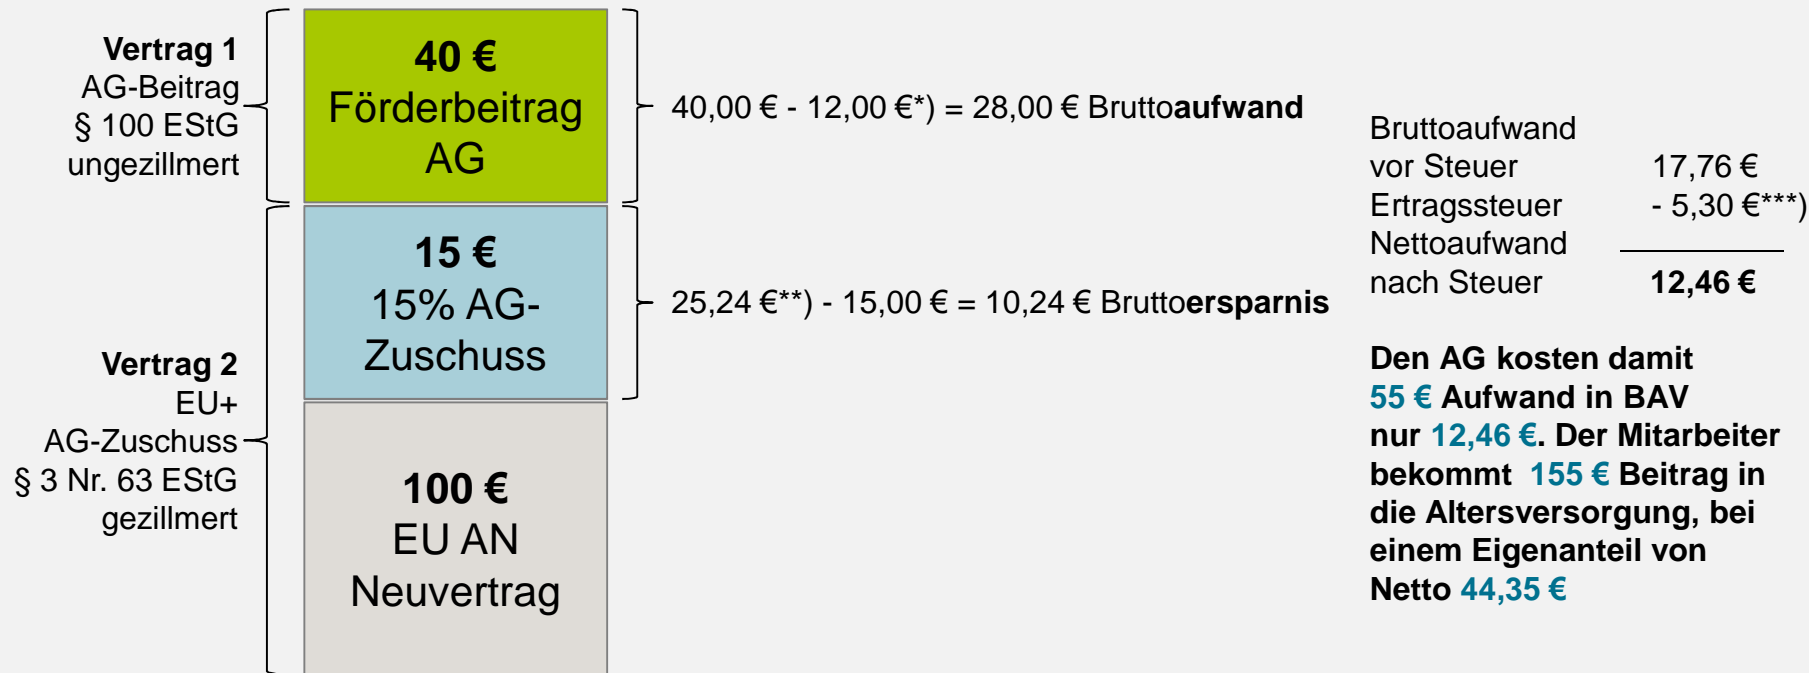 Vertrag 1
AG-Beitrag
§ 100 EStG
ungezillmert
40 €
Förderbeitrag
AG
40,00 € - 12,00 €*) = 28,00 € Bruttoaufwand
15 €
15% AG-
Zuschuss
25,24 €**) - 15,00 € = 10,24 € Bruttoersparnis
Vertrag 2
EU+
AG-Zuschuss
§ 3 Nr. 63 EStG
gezillmert
100 €
EU AN
Neuvertrag
Bruttoaufwand
vor Steuer 17,76 €
Ertragssteuer - 5,30 €***)
Nettoaufwand
nach Steuer 12,46 €
Den AG kosten damit
55 € Aufwand in BAV
nur 12,46 €. Der Mitarbeiter
bekommt 155 € Beitrag in
die Altersversorgung, bei
einem Eigenanteil von
Netto 44,35 €